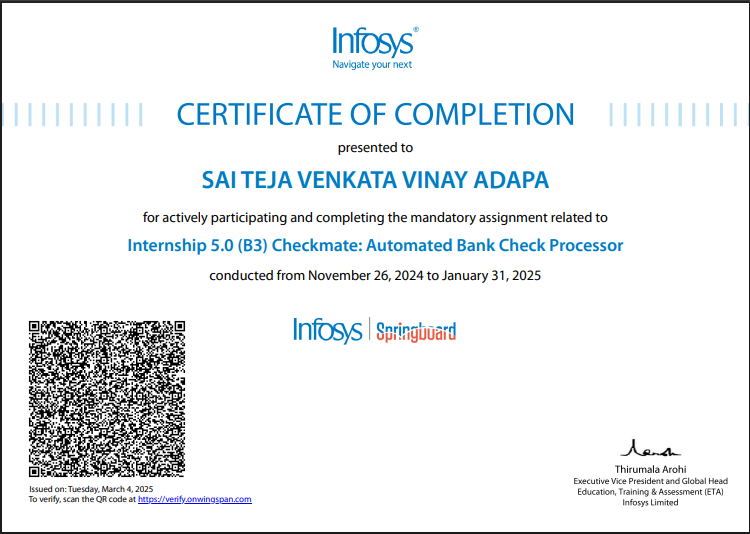 Infosys®
Navigate your next
CERTIFICATE OF COMPLETION
presented to
SAI TEJA VENKATA VINAY ADAPA
for actively participating and completing the mandatory assignment related to
Internship 5.0 (B3) Checkmate: Automated Bank Check Processor
conducted from November 26, 2024 to January 31, 2025
Infosys | Springboard
Issued on: Tuesday, March 4, 2025
To verify, scan the QR code at https://verify.onwingspan.com
Thirumala Arohi
Executive Vice President and Global Head
Education, Training & Assessment (ETA)
Infosys Limited